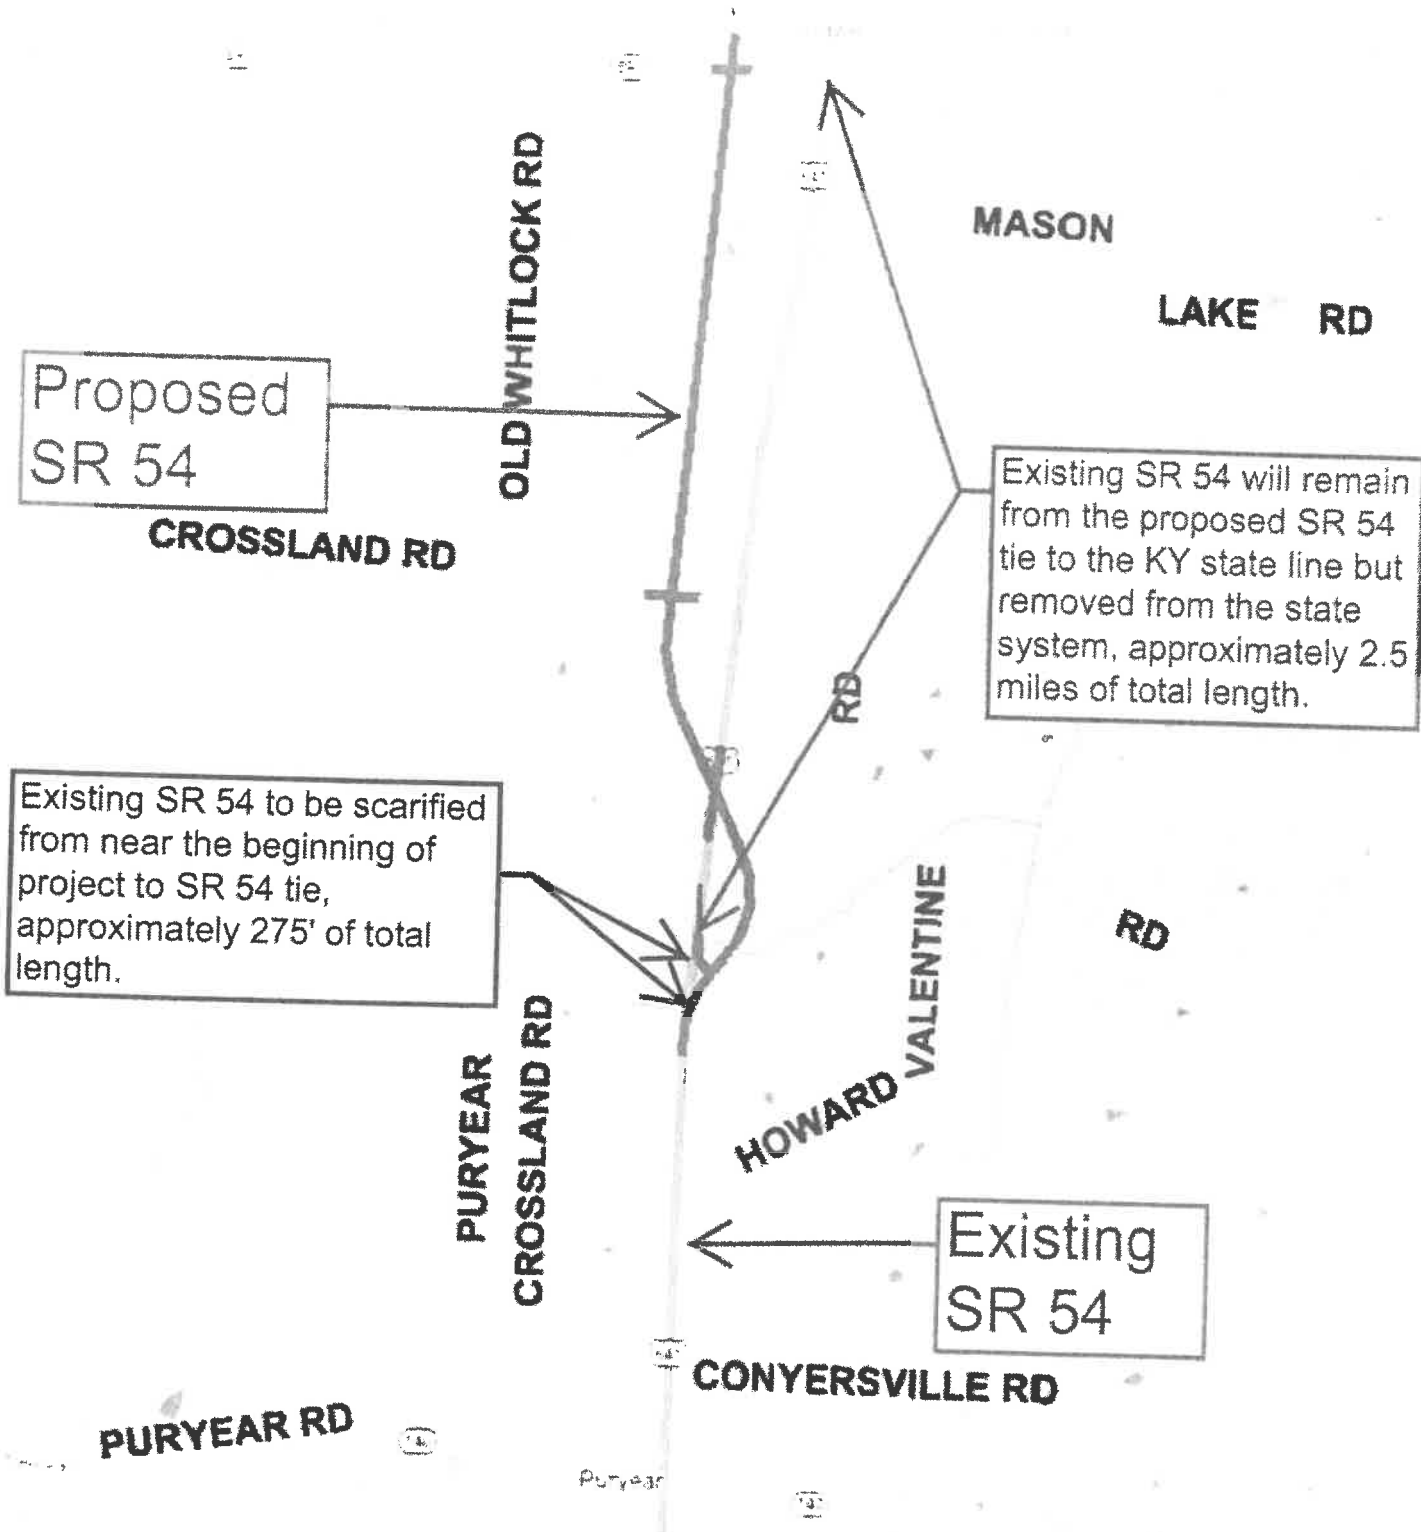 OLD WHITLOCK RD
MASON
LAKE RD
Proposed
SR 54
CROSSLAND RD
Existing SR 54 will remain
from the proposed SR 54
tie to the KY state line but
removed from the state
system, approximately 2.5
miles of total length.
RD
Existing SR 54 to be scarified
from near the beginning of
project to SR 54 tie,
approximately 275' of total
length.
VALENTINE
RD
PURYEAR
CROSSLAND RD
HOWARD
Existing
SR 54
54
CONYERSVILLE RD
PURYEAR RD
Puryear